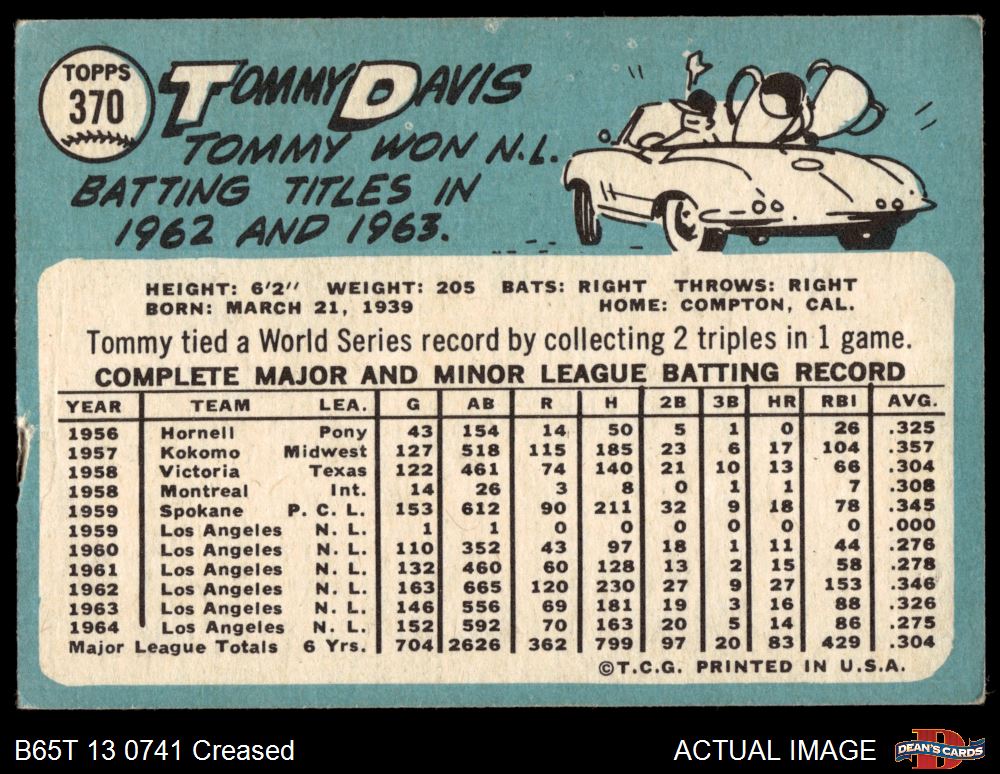 TOPPS
370
TOMMY DAVIS
TOMMY WON N.L.
BATTING TITLES IN
1962 AND 1963.
HEIGHT: 6'2" WEIGHT: 205 BATS: RIGHT THROWS: RIGHT
BORN: MARCH 21, 1939 HOME: COMPTON, CAL.
Tommy tied a World Series record by collecting 2 triples in 1 game.
COMPLETE MAJOR AND MINOR LEAGUE BATTING RECORD
YEAR TEAM LEA. G AB R H 2B 3B HR RBI AVG.
1956 Hornell Pony 43 154 14 50 5 1 0 26 .325
1957 Kokomo Midwest 127 518 115 185 23 6 17 104 .357
1958 Victoria Texas 122 461 74 140 21 10 13 66 .304
1958 Montreal Int. 14 26 3 8 0 1 1 7 .308
1959 Spokane P. C. L. 153 612 90 211 32 9 18 78 .345
1959 Los Angeles N. L. 1 1 0 0 0 0 0 0 .000
1960 Los Angeles N. L. 110 352 43 97 18 1 11 44 .276
1961 Los Angeles N. L. 132 460 60 128 13 2 15 58 .278
1962 Los Angeles N. L. 163 665 120 230 27 9 27 153 .346
1963 Los Angeles N. L. 146 556 69 181 19 3 16 88 .326
1964 Los Angeles N. L. 152 592 70 163 20 5 14 86 .275
Major League Totals 6 Yrs. 704 2626 362 799 97 20 83 429 .304
©T.C.G. PRINTED IN U.S.A.
B65T 13 0741 Creased ACTUAL IMAGE
D
DEAN'S CARDS